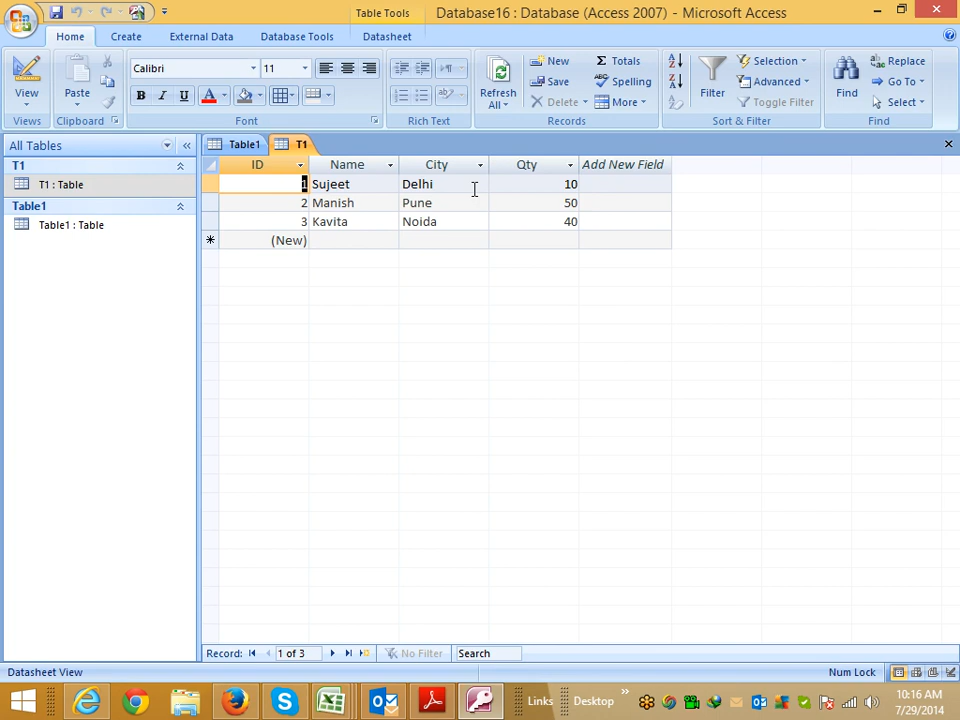 Table Tools
Database16 : Database (Access 2007) - Microsoft Access
Home Create External Data Database Tools Datasheet
View
Views
Paste
Clipboard
Calibri 11
B I U A
Font
Rich Text
Refresh All
New
Save
Delete
Totals
Spelling
More
Records
Filter
Selection
Advanced
Toggle Filter
Sort & Filter
Find
Replace
Go To
Select
Find
All Tables
T1
T1 : Table
Table1
Table1 : Table
Table1 T1
ID Name City Qty Add New Field
1 Sujeet Delhi 10
2 Manish Pune 50
3 Kavita Noida 40
* (New)
Record: 1 of 3 No Filter Search
Datasheet View Num Lock
Links Desktop 10:16 AM
7/29/2014